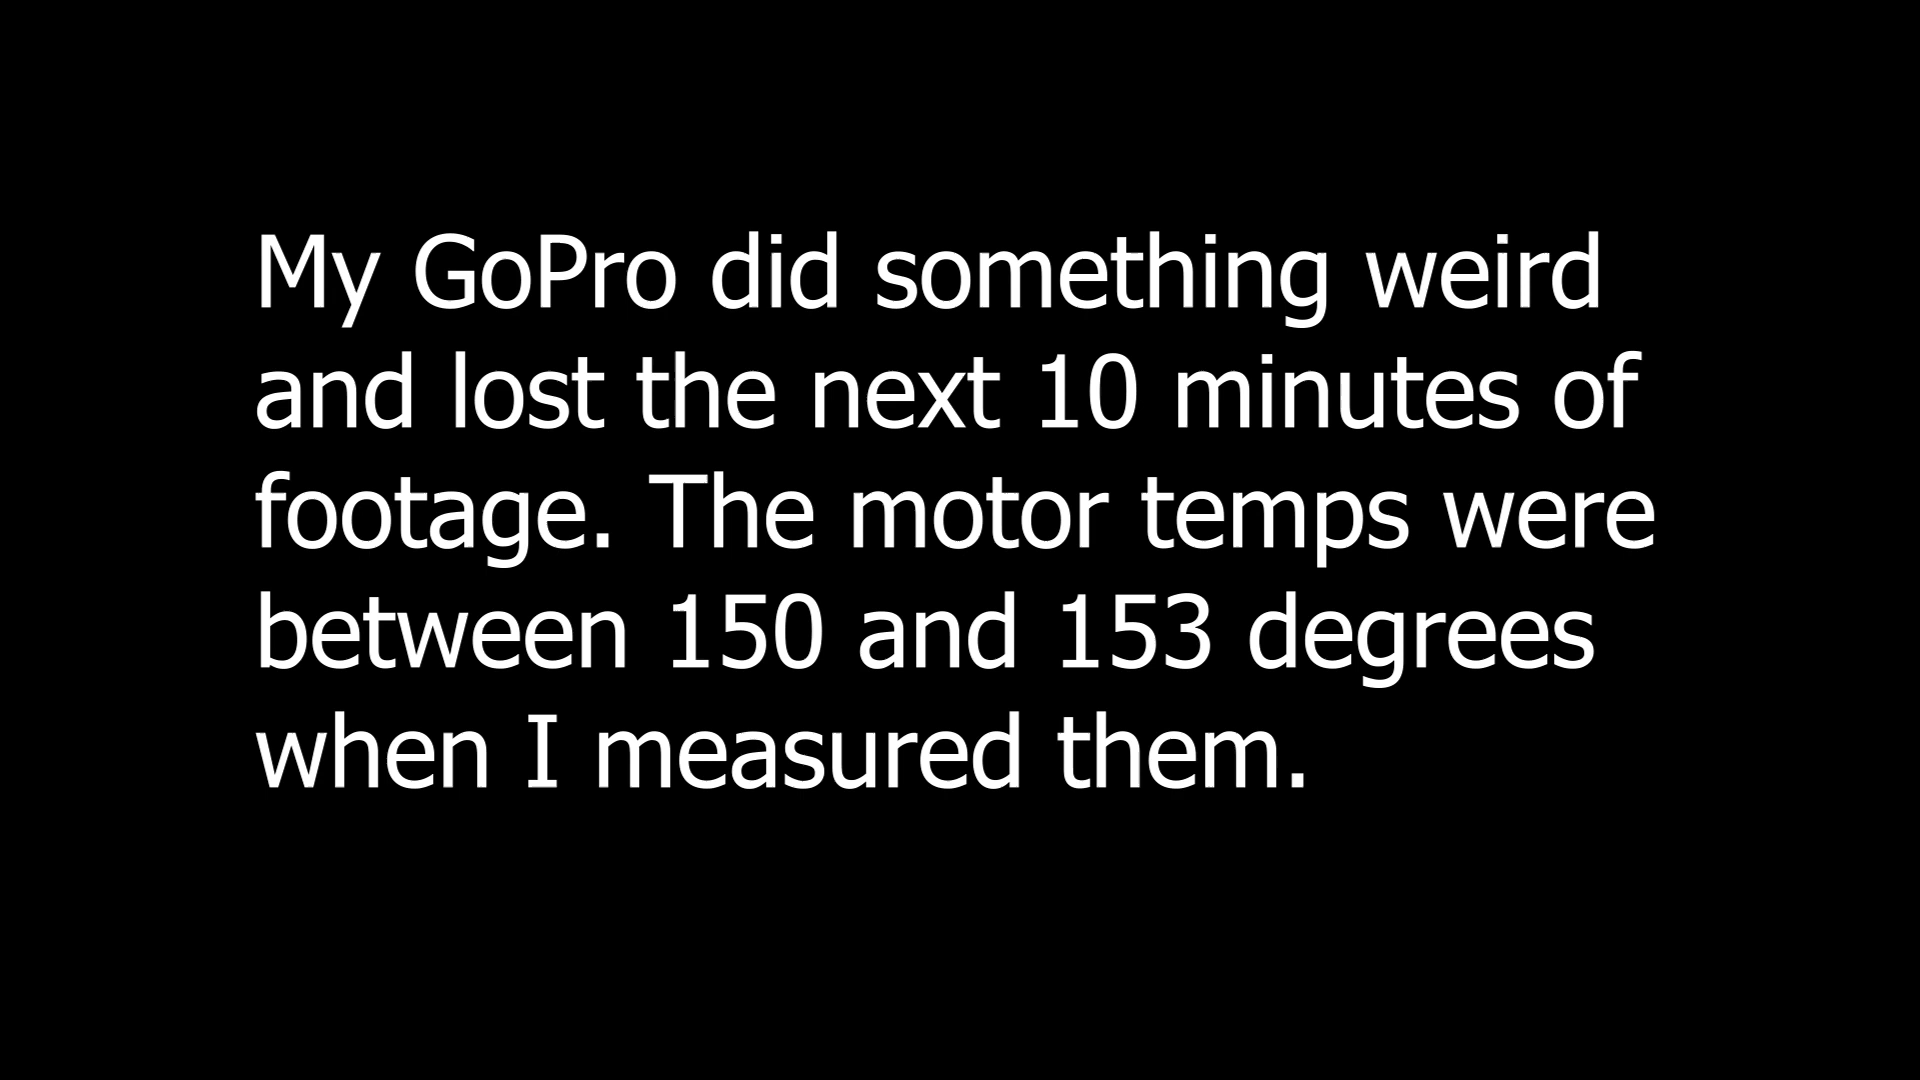 My GoPro did something weird
and lost the next 10 minutes of
footage. The motor temps were
between 150 and 153 degrees
when I measured them.